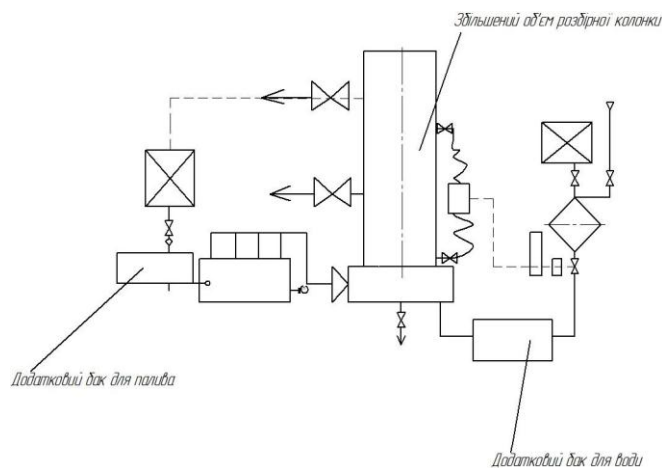 Збільшений об'єм розбірної колонки
Додатковий бак для палива
Додатковий бак для води